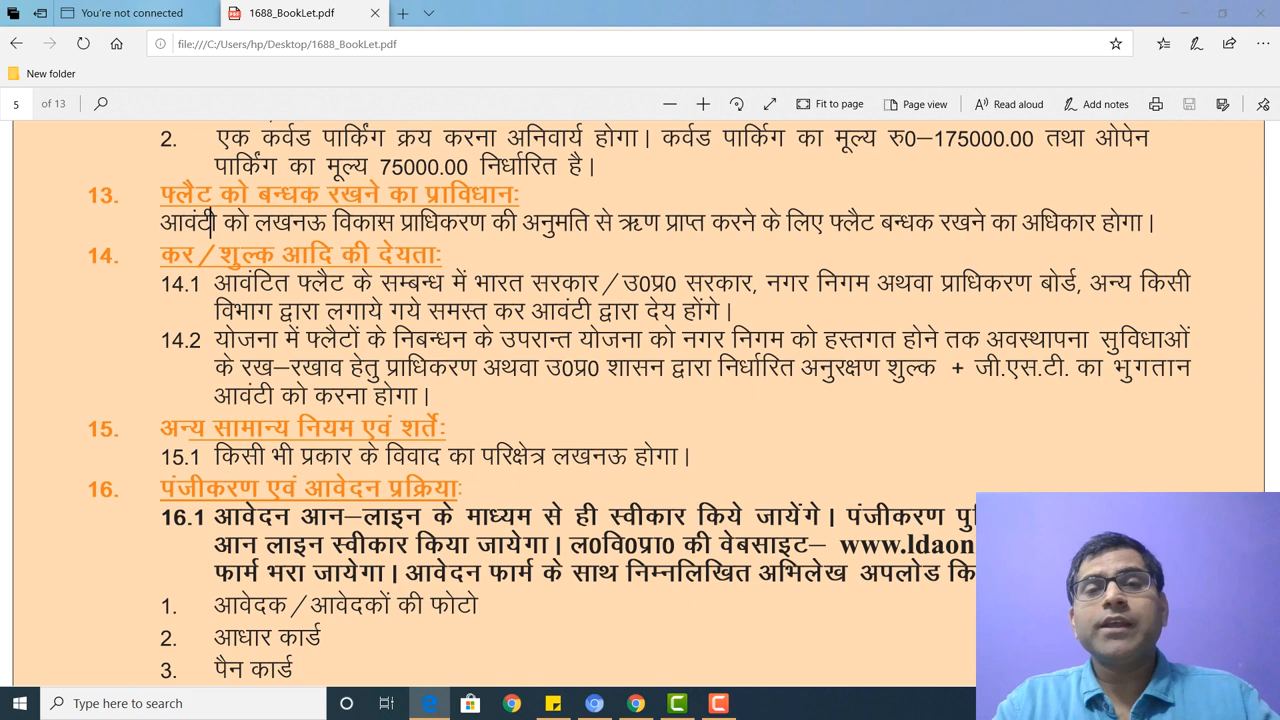 You're not connected
1688_BookLet.pdf
file:///C:/Users/hp/Desktop/1688_BookLet.pdf
New folder
5 of 13
Fit to page
Page view
Read aloud
Add notes
2. एक कर्वड पार्किंग क्रय करना अनिवार्य होगा। कर्वड पार्किग का मूल्य रु0–175000.00 तथा ओपेन
पार्किंग का मूल्य 75000.00 निर्धारित है।
13. फ्लैट को बन्धक रखने का प्राविधानः
आवंटी को लखनऊ विकास प्राधिकरण की अनुमति से ऋण प्राप्त करने के लिए फ्लैट बन्धक रखने का अधिकार होगा।
14. कर/शुल्क आदि की देयताः
14.1 आवंटित फ्लैट के सम्बन्ध में भारत सरकार/उ0प्र0 सरकार, नगर निगम अथवा प्राधिकरण बोर्ड, अन्य किसी
विभाग द्वारा लगाये गये समस्त कर आवंटी द्वारा देय होंगे।
14.2 योजना में फ्लैटों के निबन्धन के उपरान्त योजना को नगर निगम को हस्तगत होने तक अवस्थापना सुविधाओं
के रख–रखाव हेतु प्राधिकरण अथवा उ0प्र0 शासन द्वारा निर्धारित अनुरक्षण शुल्क + जी.एस.टी. का भुगतान
आवंटी को करना होगा।
15. अन्य सामान्य नियम एवं शर्तेः
15.1 किसी भी प्रकार के विवाद का परिक्षेत्र लखनऊ होगा।
16. पंजीकरण एवं आवेदन प्रक्रियाः
16.1 आवेदन आन–लाइन के माध्यम से ही स्वीकार किये जायेंगे। पंजीकरण
आन लाइन स्वीकार किया जायेगा। ल0वि0प्रा0 की वेबसाइट– www.ldaon
फार्म भरा जायेगा। आवेदन फार्म के साथ निम्नलिखित अभिलेख अपलोड
1. आवेदक/आवेदकों की फोटो
2. आधार कार्ड
3. पैन कार्ड
Type here to search